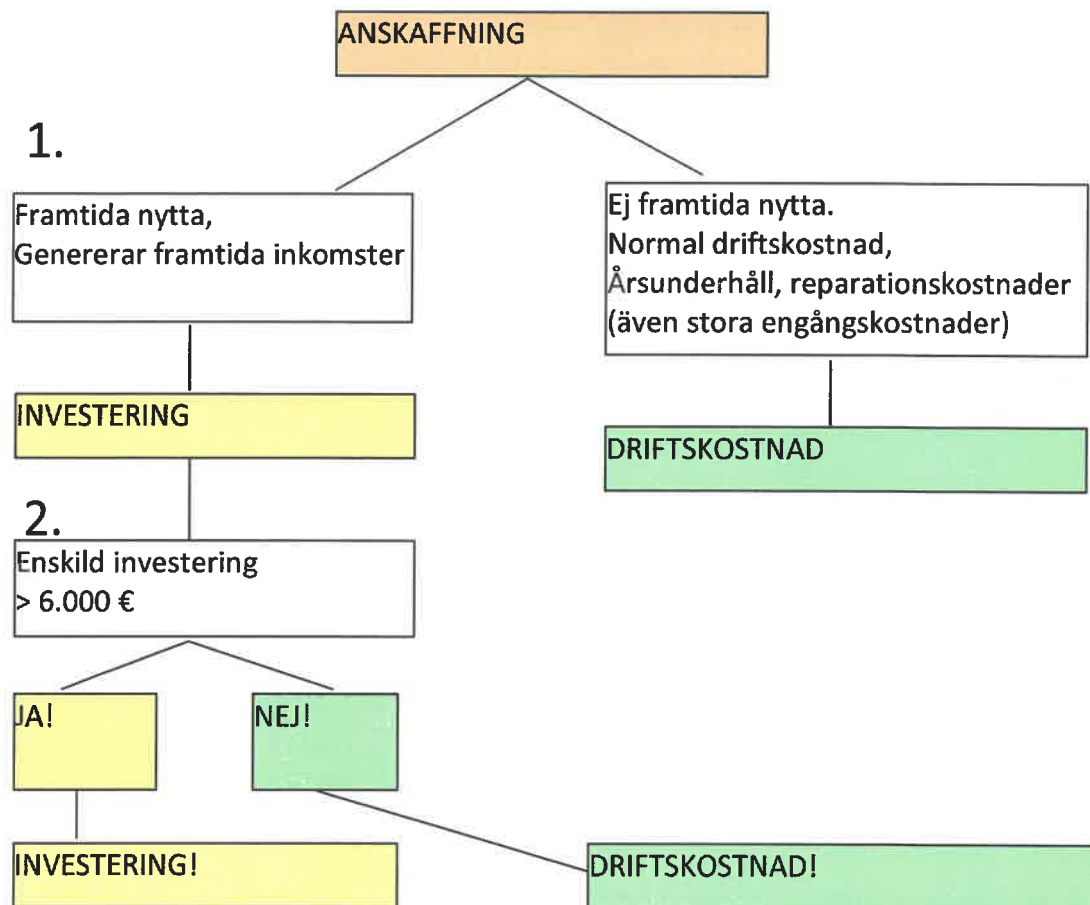 ANSKAFFNING
1.
Framtida nytta,
Genererar framtida inkomster
Ej framtida nytta.
Normal driftskostnad,
Årsunderhåll, reparationskostnader
(även stora engångskostnader)
INVESTERING
DRIFTSKOSTNAD
2.
Enskild investering
> 6.000 €
JA!
NEJ!
INVESTERING!
DRIFTSKOSTNAD!